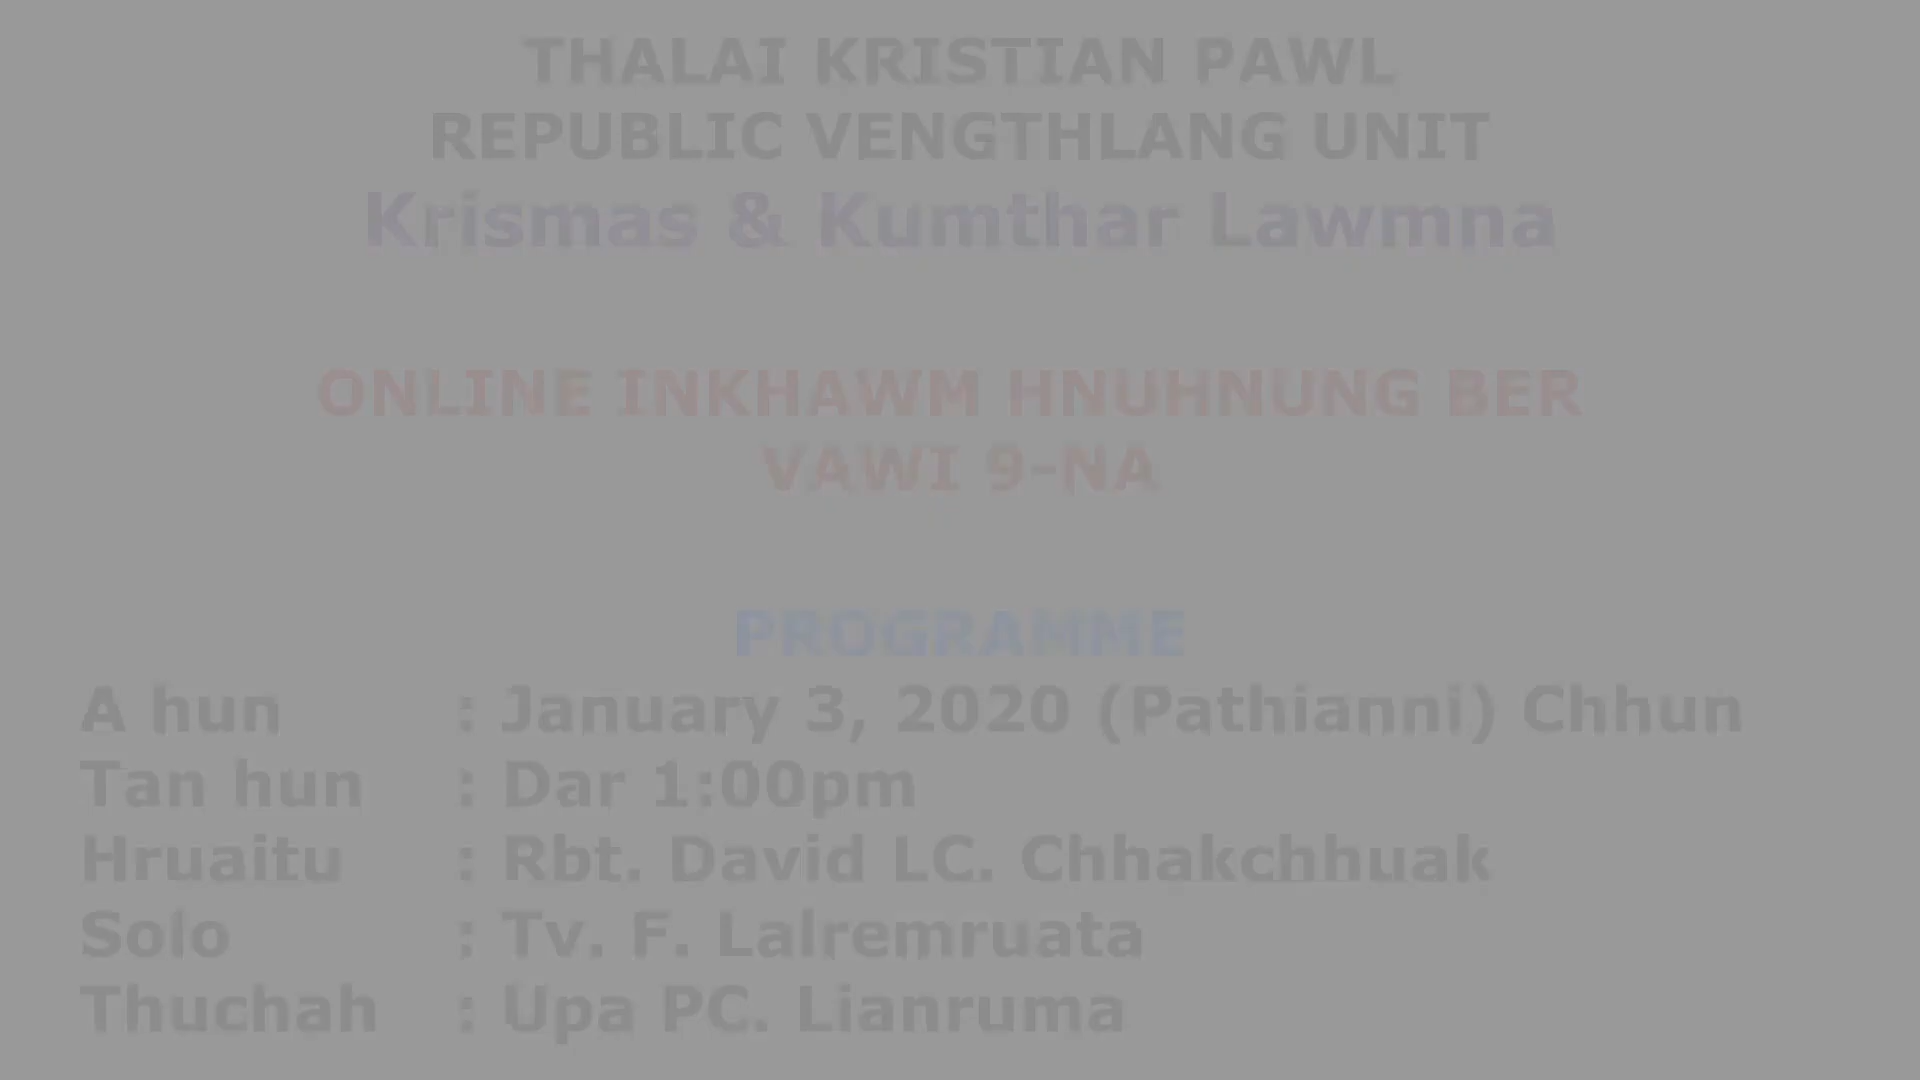 THALAI KRISTIAN PAWL
REPUBLIC VENGTHLANG UNIT
Krismas & Kumthar Lawmna
ONLINE INKHAWM HNUHNUNG BER
VAWI 9-NA
PROGRAMME
A hun : January 3, 2020 (Pathianni) Chhun
Tan hun : Dar 1:00pm
Hruaitu : Rbt. David LC. Chhakchhuak
Solo : Tv. F. Lalremruata
Thuchah : Upa PC. Lianruma